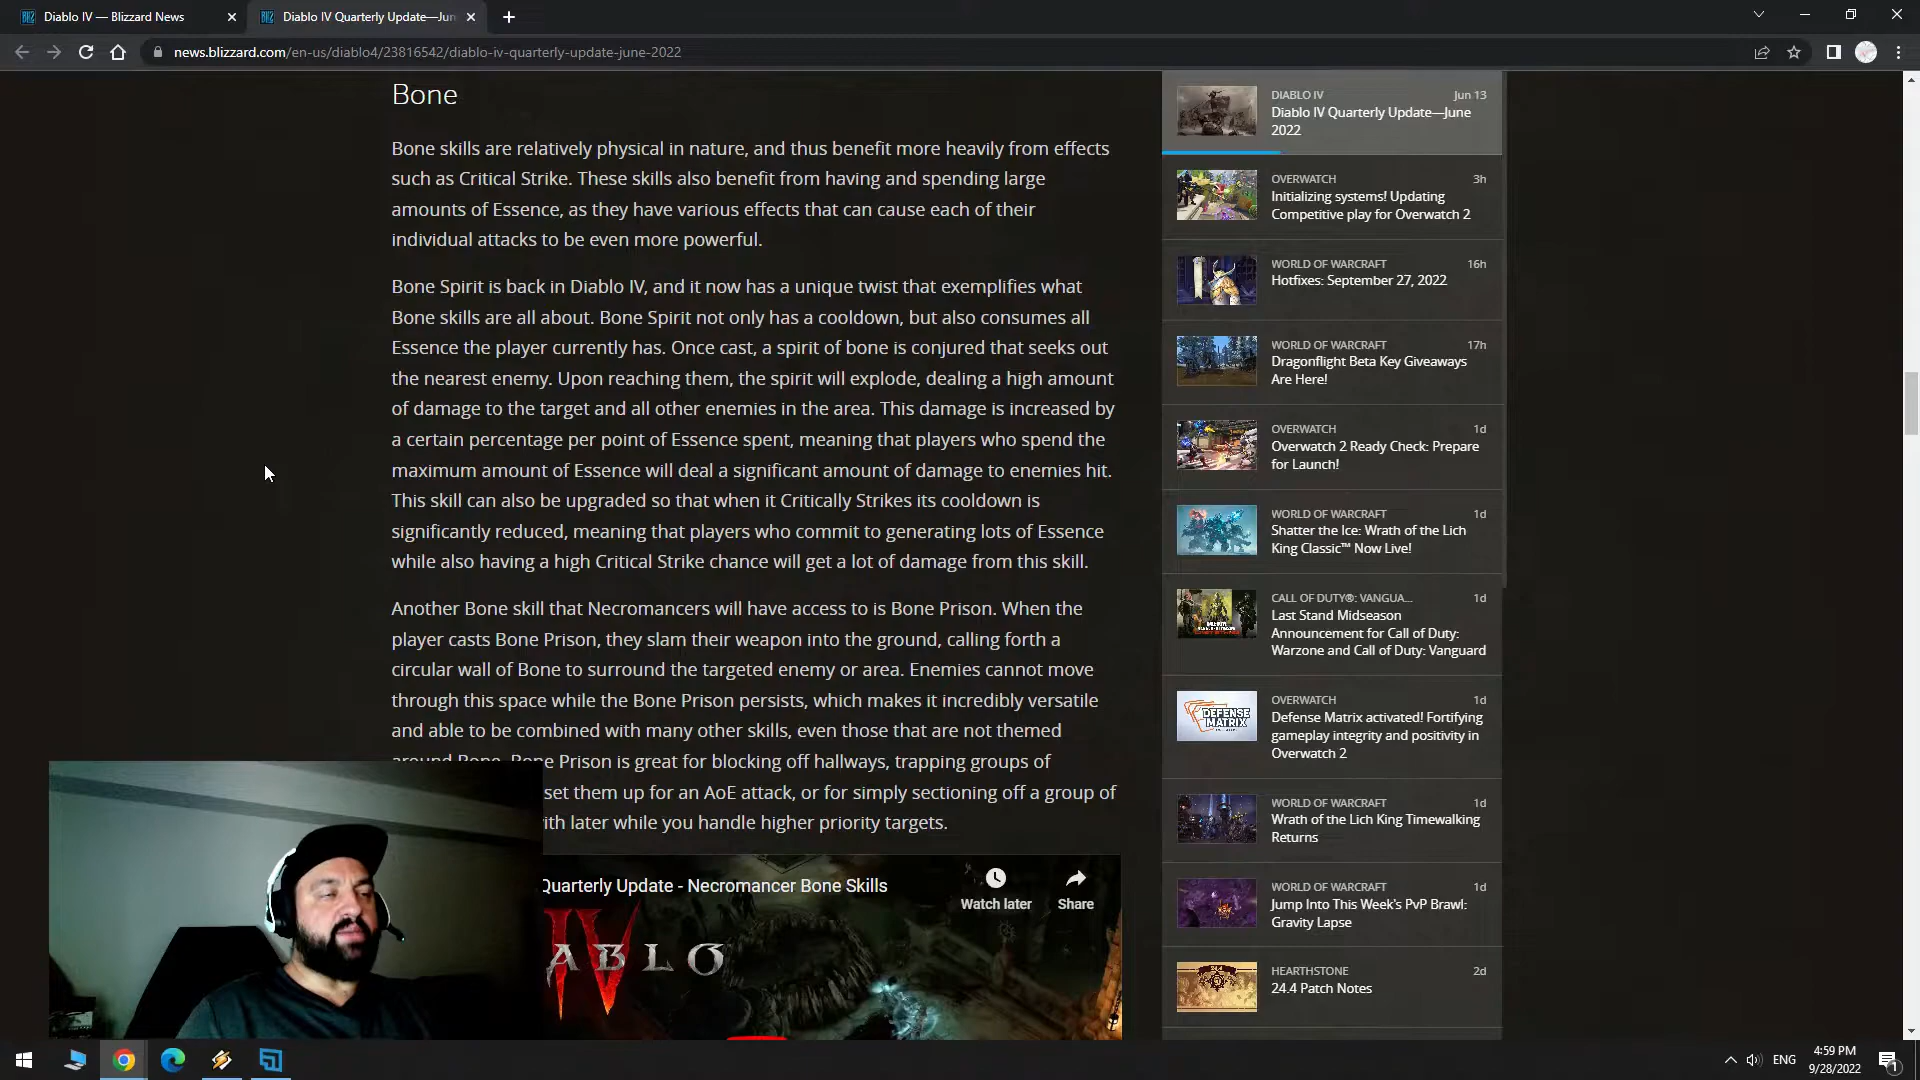 Diablo IV — Blizzard News
Diablo IV Quarterly Update—Jun
news.blizzard.com/en-us/diablo4/23816542/diablo-iv-quarterly-update-june-2022
Bone
Bone skills are relatively physical in nature, and thus benefit more heavily from effects
such as Critical Strike. These skills also benefit from having and spending large
amounts of Essence, as they have various effects that can cause each of their
individual attacks to be even more powerful.
Bone Spirit is back in Diablo IV, and it now has a unique twist that exemplifies what
Bone skills are all about. Bone Spirit not only has a cooldown, but also consumes all
Essence the player currently has. Once cast, a spirit of bone is conjured that seeks out
the nearest enemy. Upon reaching them, the spirit will explode, dealing a high amount
of damage to the target and all other enemies in the area. This damage is increased by
a certain percentage per point of Essence spent, meaning that players who spend the
maximum amount of Essence will deal a significant amount of damage to enemies hit.
This skill can also be upgraded so that when it Critically Strikes its cooldown is
significantly reduced, meaning that players who commit to generating lots of Essence
while also having a high Critical Strike chance will get a lot of damage from this skill.
Another Bone skill that Necromancers will have access to is Bone Prison. When the
player casts Bone Prison, they slam their weapon into the ground, calling forth a
circular wall of Bone to surround the targeted enemy or area. Enemies cannot move
through this space while the Bone Prison persists, which makes it incredibly versatile
and able to be combined with many other skills, even those that are not themed
around Bone. Bone Prison is great for blocking off hallways, trapping groups of
set them up for an AoE attack, or for simply sectioning off a group of
ith later while you handle higher priority targets.
Quarterly Update - Necromancer Bone Skills
Watch later
Share
IV
ABLO
DIABLO IV
Jun 13
Diablo IV Quarterly Update—June
2022
OVERWATCH
3h
Initializing systems! Updating
Competitive play for Overwatch 2
WORLD OF WARCRAFT
16h
Hotfixes: September 27, 2022
WORLD OF WARCRAFT
17h
Dragonflight Beta Key Giveaways
Are Here!
OVERWATCH
1d
Overwatch 2 Ready Check: Prepare
for Launch!
WORLD OF WARCRAFT
1d
Shatter the Ice: Wrath of the Lich
King Classic™ Now Live!
CALL OF DUTY®: VANGUA...
1d
Last Stand Midseason
Announcement for Call of Duty:
Warzone and Call of Duty: Vanguard
OVERWATCH
1d
DEFENSE
MATRIX
Defense Matrix activated! Fortifying
gameplay integrity and positivity in
Overwatch 2
WORLD OF WARCRAFT
1d
Wrath of the Lich King Timewalking
Returns
WORLD OF WARCRAFT
1d
Jump Into This Week's PvP Brawl:
Gravity Lapse
HEARTHSTONE
2d
24.4 Patch Notes
ENG
4:59 PM
9/28/2022
1